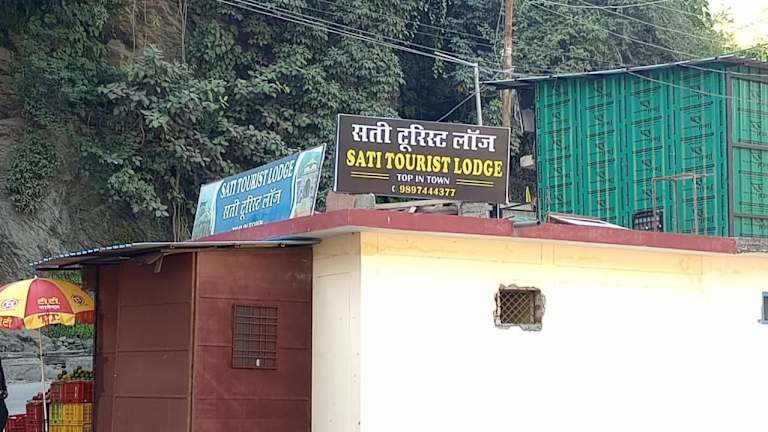 सती टूरिस्ट लॉज
SATI TOURIST LODGE
TOP IN TOWN
9897444377
SATI TOURIST LODGE
सती टूरिस्ट लॉज